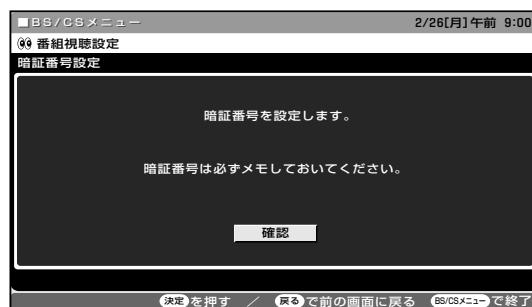 ■BS/CSメニュー 2/26[月]午前 9:00
番組視聴設定
暗証番号設定
暗証番号を設定します。
暗証番号は必ずメモしておいてください。
確認
決定を押す ／ 戻るで前の画面に戻る BS/CSメニューで終了